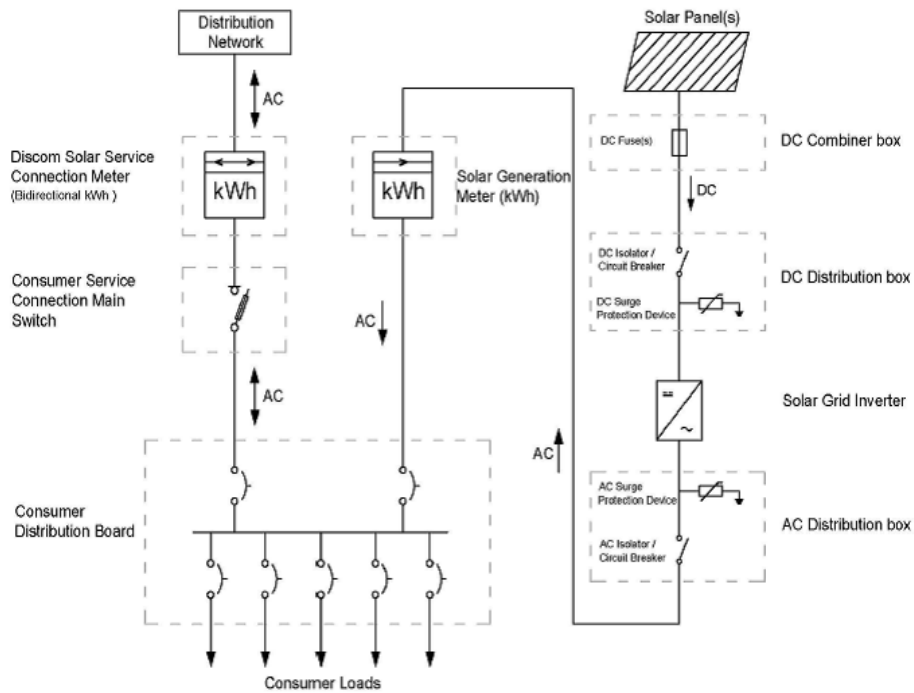 Distribution
Network
AC
Discom Solar Service
Connection Meter
(Bidirectional kWh )
kWh
Consumer Service
Connection Main
Switch
AC
Consumer
Distribution Board
Consumer Loads
kWh
Solar Generation
Meter (kWh)
AC
AC
Solar Panel(s)
DC Fuse(s)
DC Combiner box
DC
DC Isolator /
Circuit Breaker
DC Distribution box
DC Surge
Protection Device
Solar Grid Inverter
AC Surge
Protection Device
AC Distribution box
AC Isolator /
Circuit Breaker